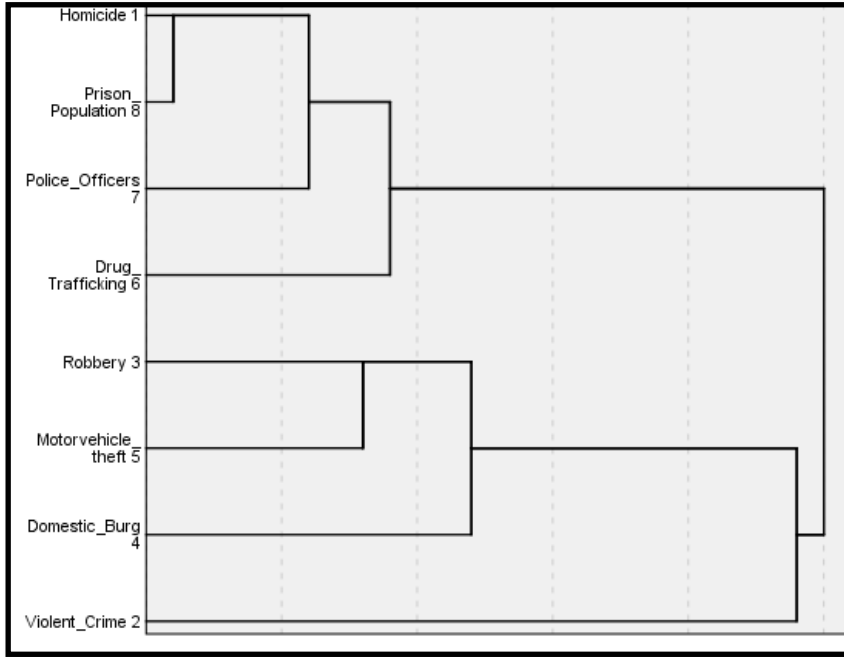 Homicide 1
Prison_
Population 8
Police_Officers
7
Drug_
Trafficking 6
Robbery 3
Motorvehicle_
theft 5
Domestic_Burg
4
Violent_Crime 2